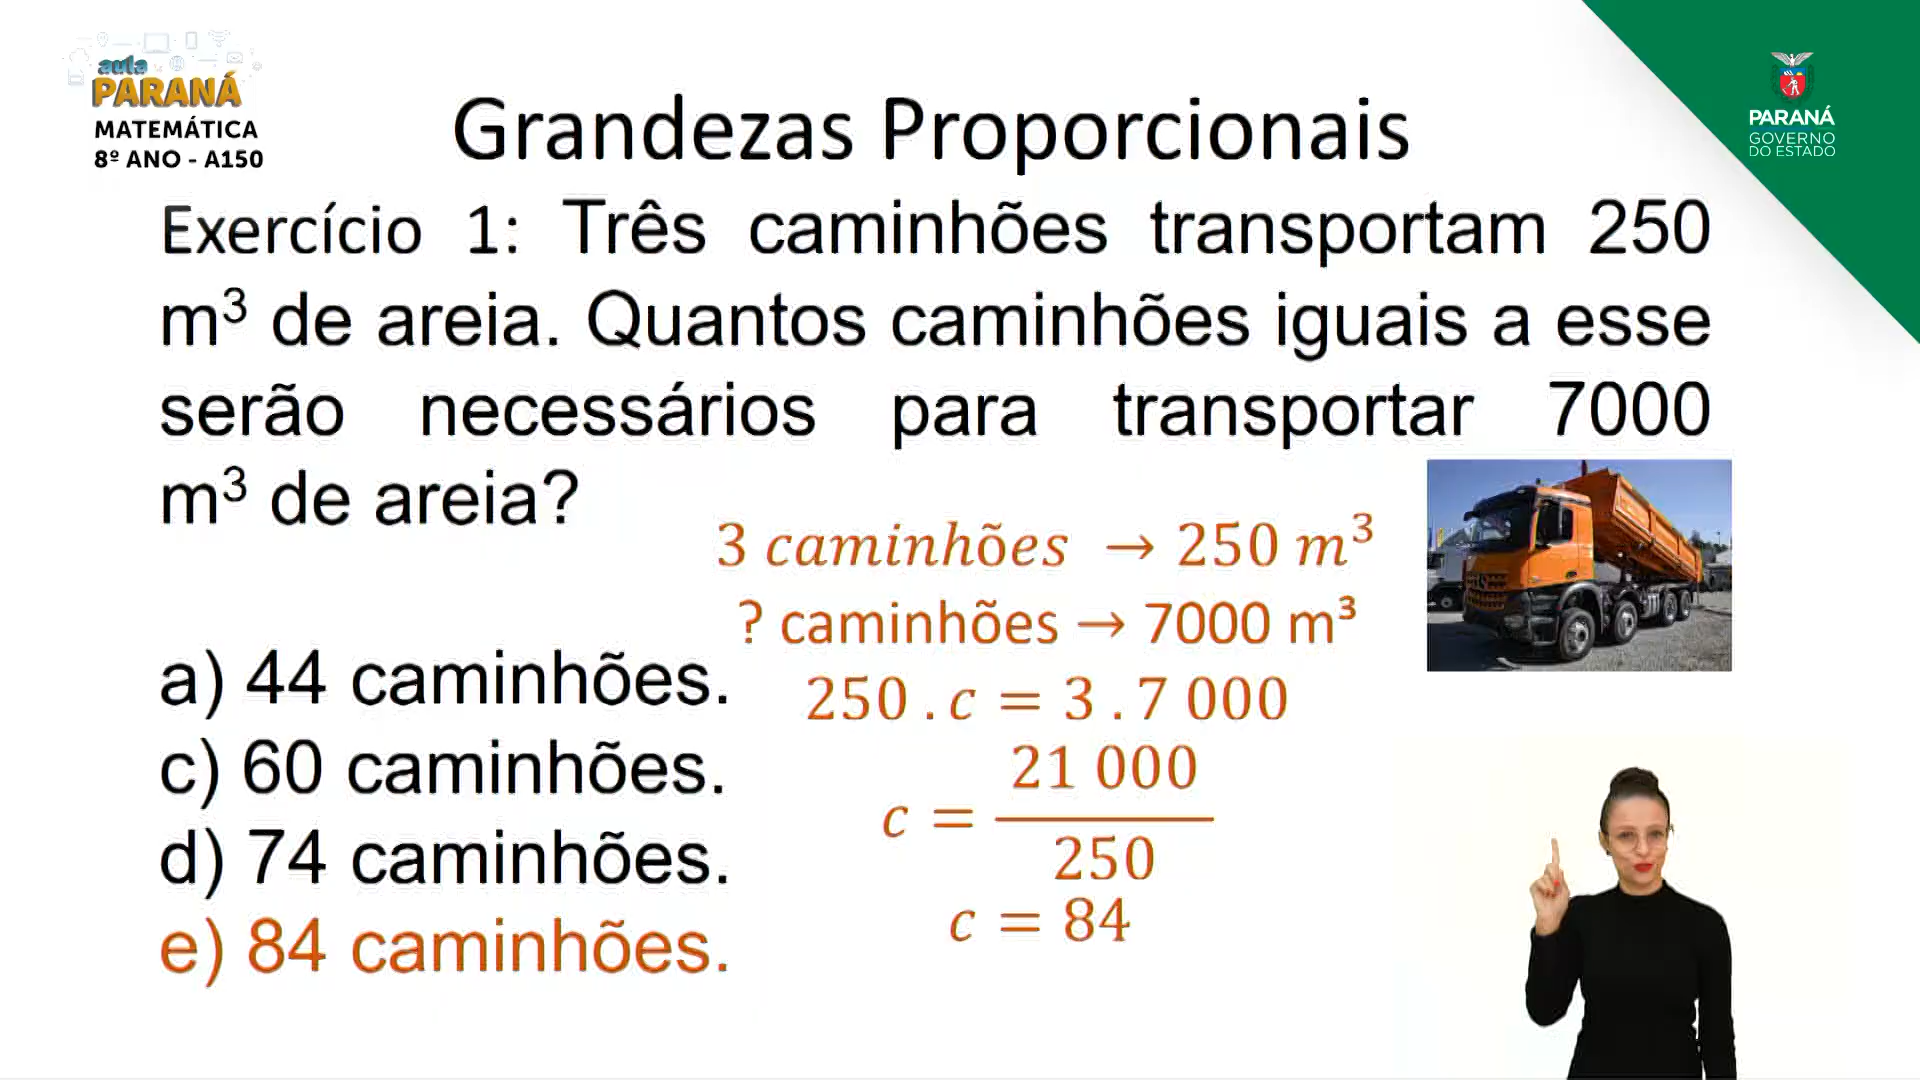 aula
PARANÁ
MATEMÁTICA
8º ANO - A150
PARANÁ
GOVERNO
DO ESTADO
Grandezas Proporcionais
Exercício 1: Três caminhões transportam 250
m³ de areia. Quantos caminhões iguais a esse
serão necessários para transportar 7000
m³ de areia?
3 caminhões → 250 m³
? caminhões → 7000 m³
250 . c = 3 . 7 000
c = 21 000 / 250
c = 84
a) 44 caminhões.
c) 60 caminhões.
d) 74 caminhões.
e) 84 caminhões.